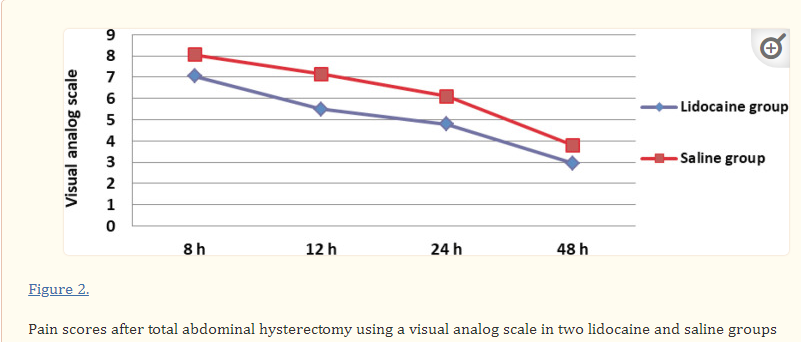 9
8
7
6
5
4
3
2
1
0
Visual analog scale
8 h
12 h
24 h
48 h
Lidocaine group
Saline group
Figure 2.
Pain scores after total abdominal hysterectomy using a visual analog scale in two lidocaine and saline groups